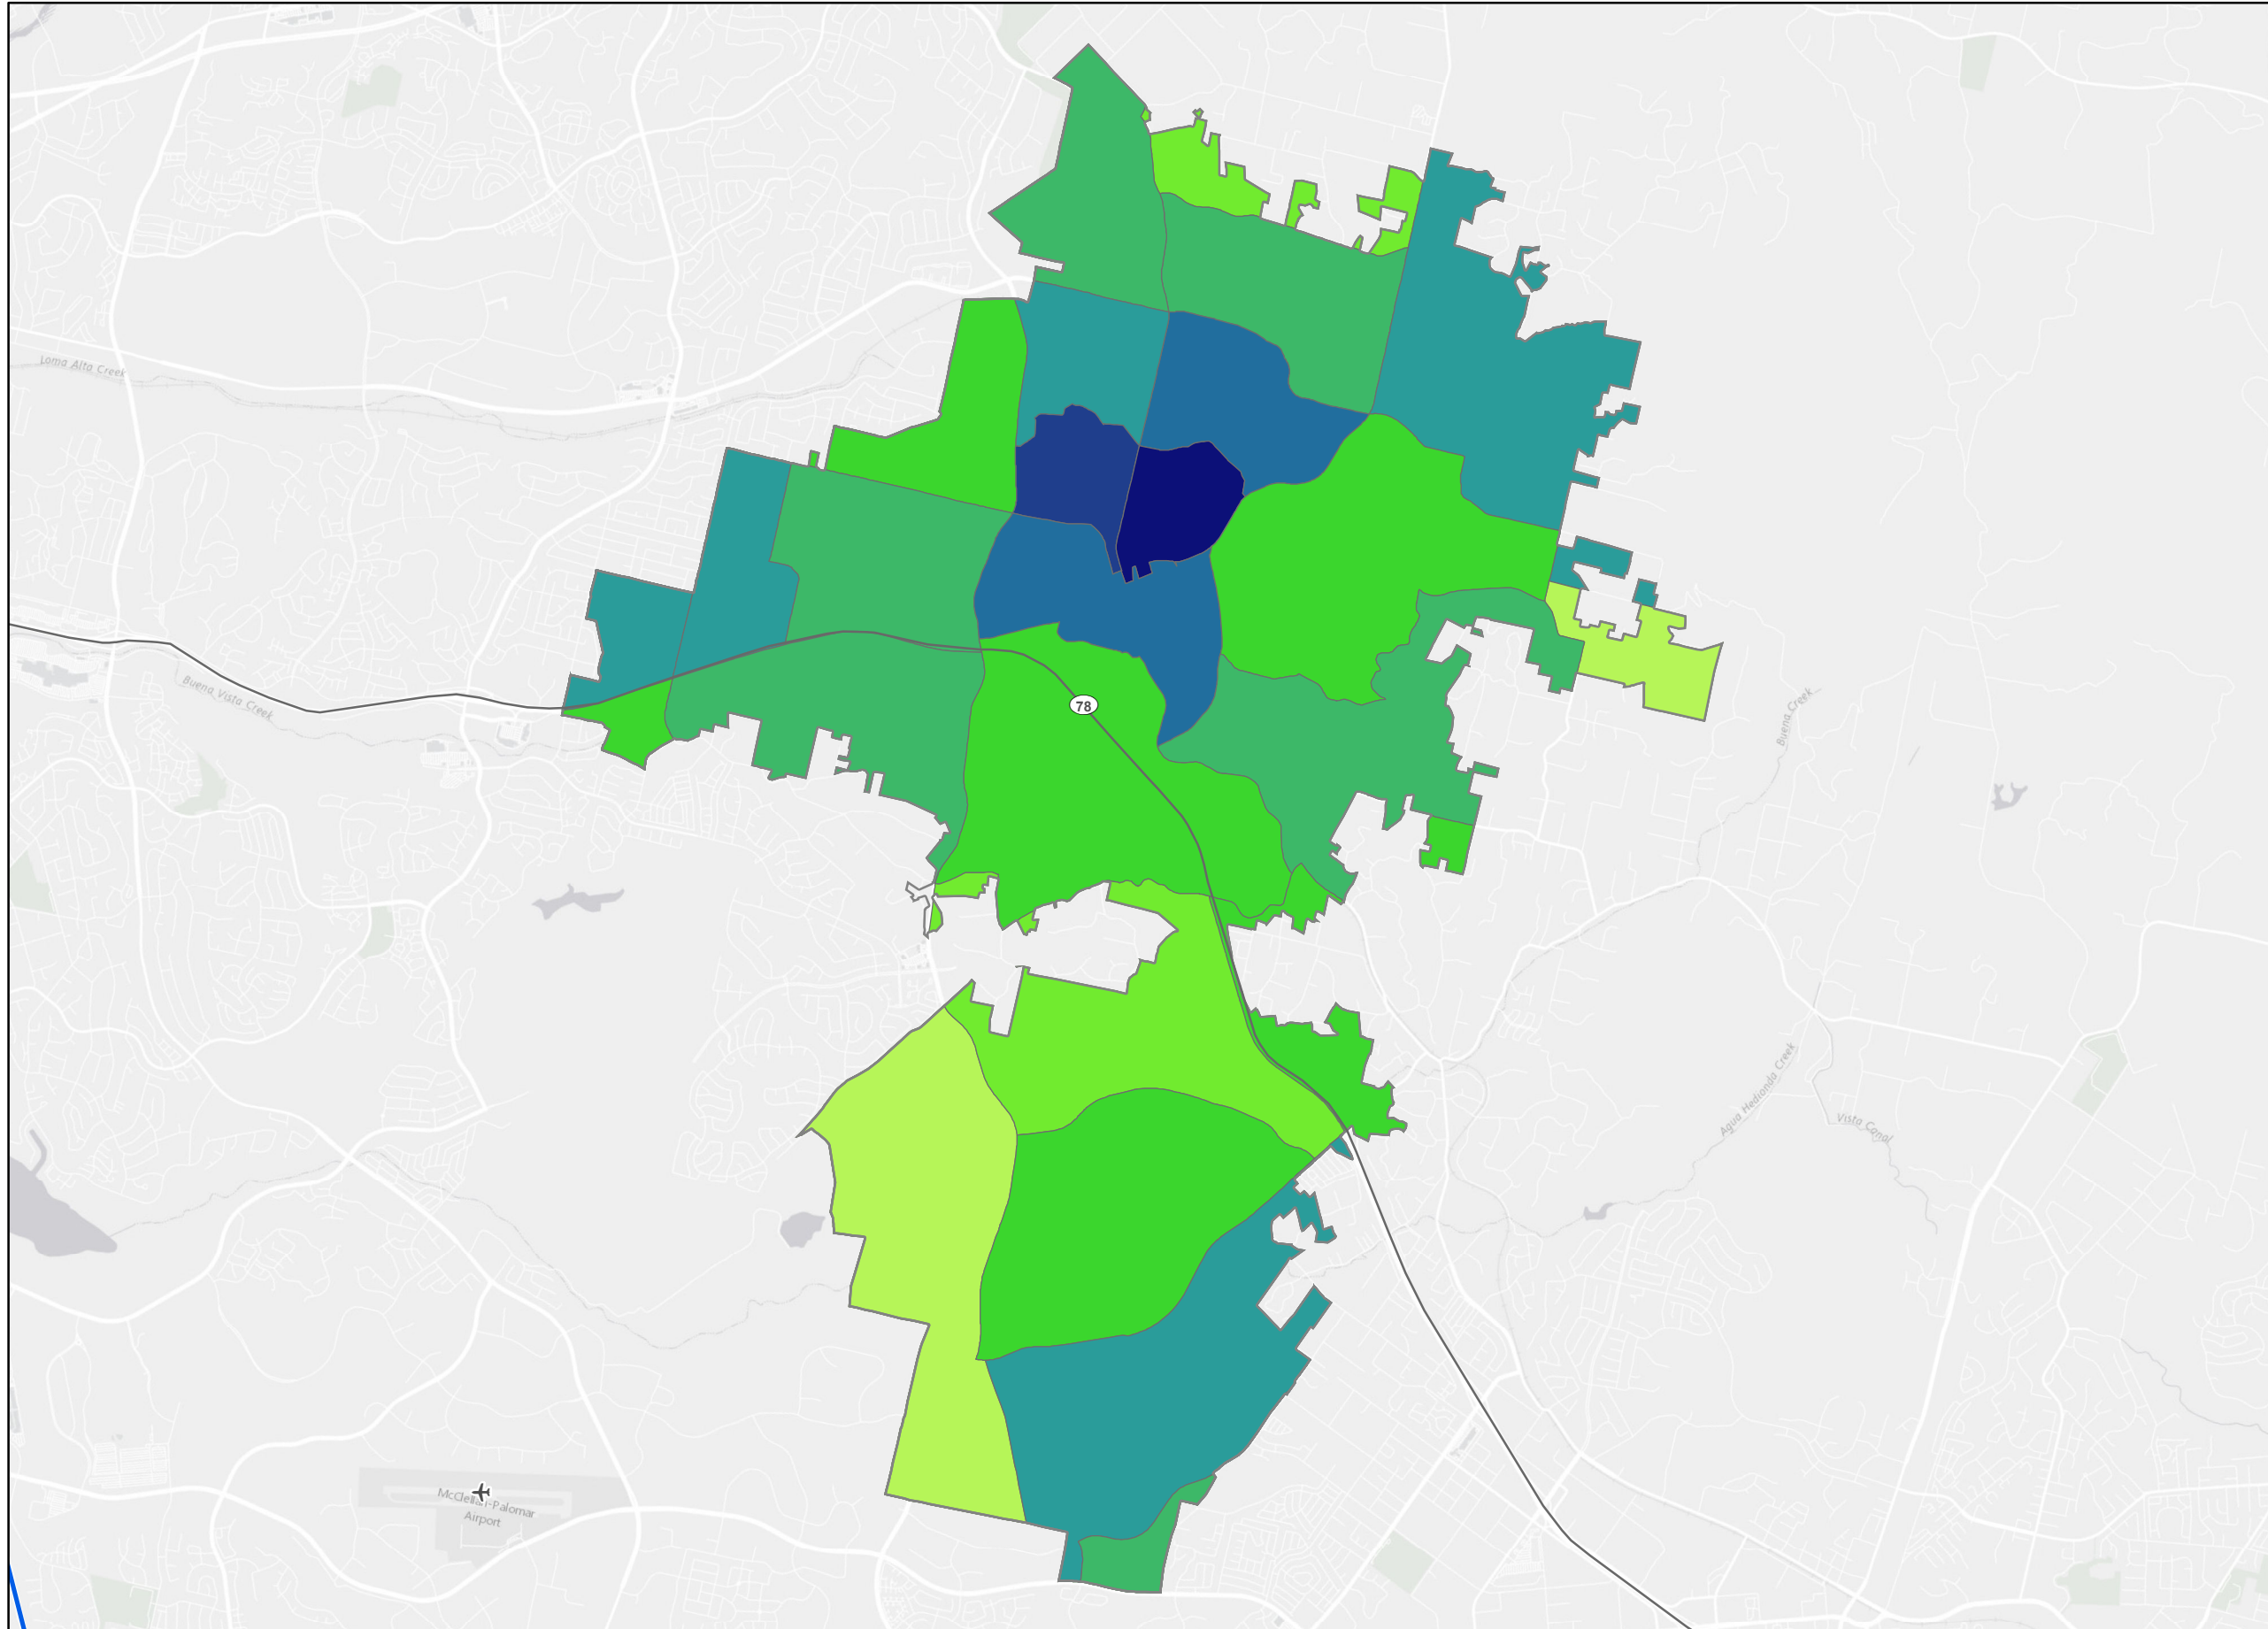 Loma Alta Creek
Buena Vista Creek
78
Buena Creek
Agua Hedionda Creek
Vista Canal
McClellan-Palomar
Airport